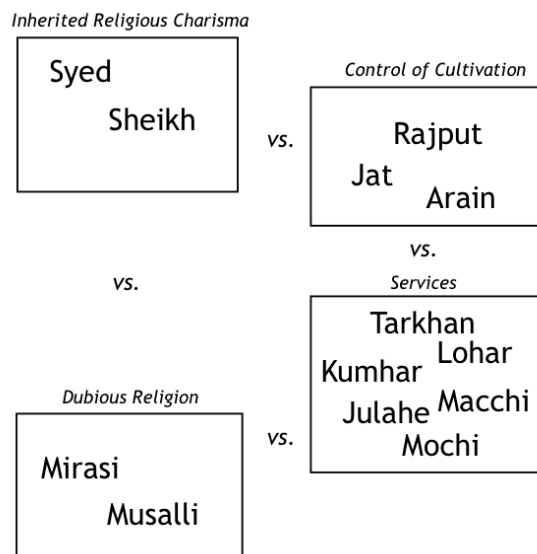 Inherited Religious Charisma
Syed
Sheikh
vs.
Control of Cultivation
Rajput
Jat
Arain
vs.
vs.
Services
Tarkhan
Lohar
Kumhar
Macchi
Julahe
Mochi
Dubious Religion
Mirasi
Musalli
vs.